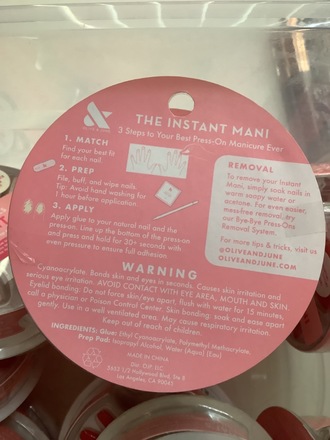 THE INSTANT MANI
3 Steps to Your Best Press-On Manicure Ever
1. MATCH
Find your best fit
for each nail.
2. PREP
File, buff, and wipe nails.
Tip: Avoid hand washing for
1 hour before application.
3. APPLY
Apply glue to your natural nail and the
press-on. Line up the bottom of the press-on
and press and hold for 30+ seconds with
even pressure to ensure full adhesion.
REMOVAL
To remove your Instant
Mani, simply soak nails in
warm soapy water or
acetone. For even easier,
mess-free removal, try
our Bye-Bye Press-Ons
Removal System.
For more tips & tricks, visit us
@OLIVEANDJUNE
OLIVEANDJUNE.COM
WARNING
Cyanoacrylate. Bonds skin and eyes in seconds. Causes skin irritation and
serious eye irritation. AVOID CONTACT WITH EYE AREA, MOUTH AND SKIN.
Eyelid bonding: Do not force skin/eye apart, flush with water for 15 minutes,
call a physician or Poison Control Center. Skin bonding: soak and ease apart
gently. Use in a well ventilated area. May cause respiratory irritation.
Keep out of reach of children.
INGREDIENTS: Glue: Ethyl Cyanoacrylate, Polymethyl Methacrylate.
Prep Pad: Isopropyl Alcohol, Water (Aqua) (Eau)
MADE IN CHINA
Dist. OJP, LLC
8605 1/2 Hollywood Blvd, Ste B
Los Angeles, CA 90043